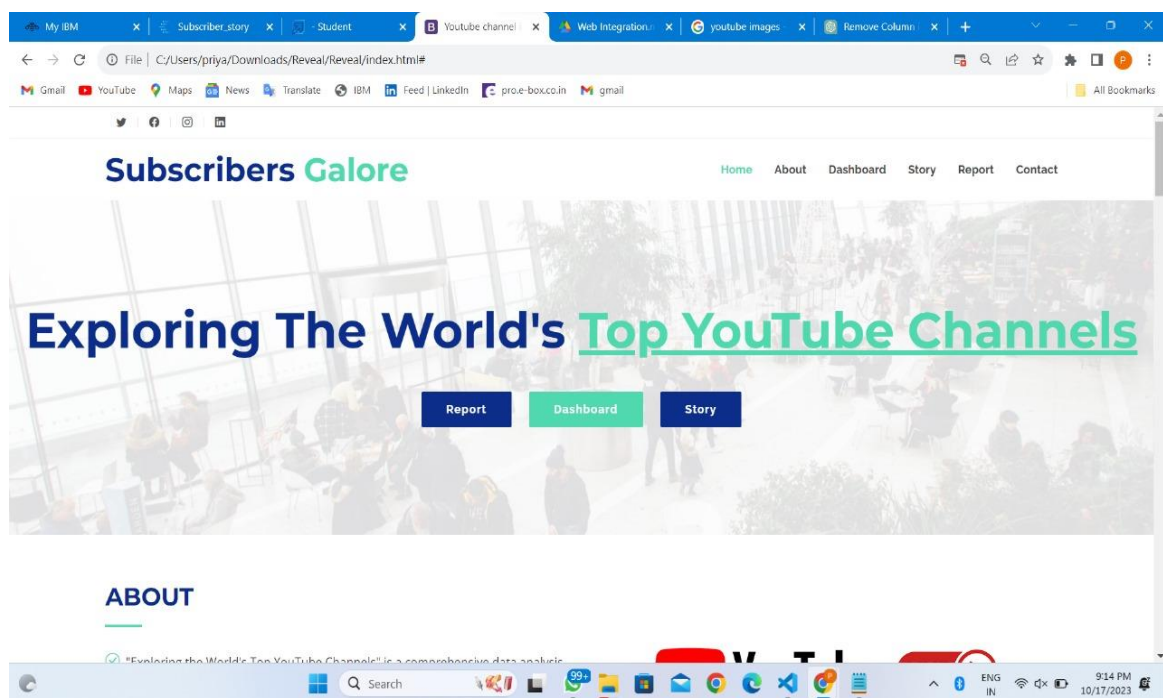 My IBM
Subscriber_story
- Student
Youtube channel
Web Integration.
youtube images -
Remove Column
File C:/Users/priya/Downloads/Reveal/Reveal/index.html#
P
Gmail YouTube Maps News Translate IBM Feed | LinkedIn pro.e-box.co.in gmail All Bookmarks
Subscribers Galore
Home About Dashboard Story Report Contact
Exploring The World's Top YouTube Channels
Report Dashboard Story
ABOUT
"Exploring the World's Top YouTube Channels" is a comprehensive data analysis
Search
99+
ENG
IN
9:14 PM
10/17/2023